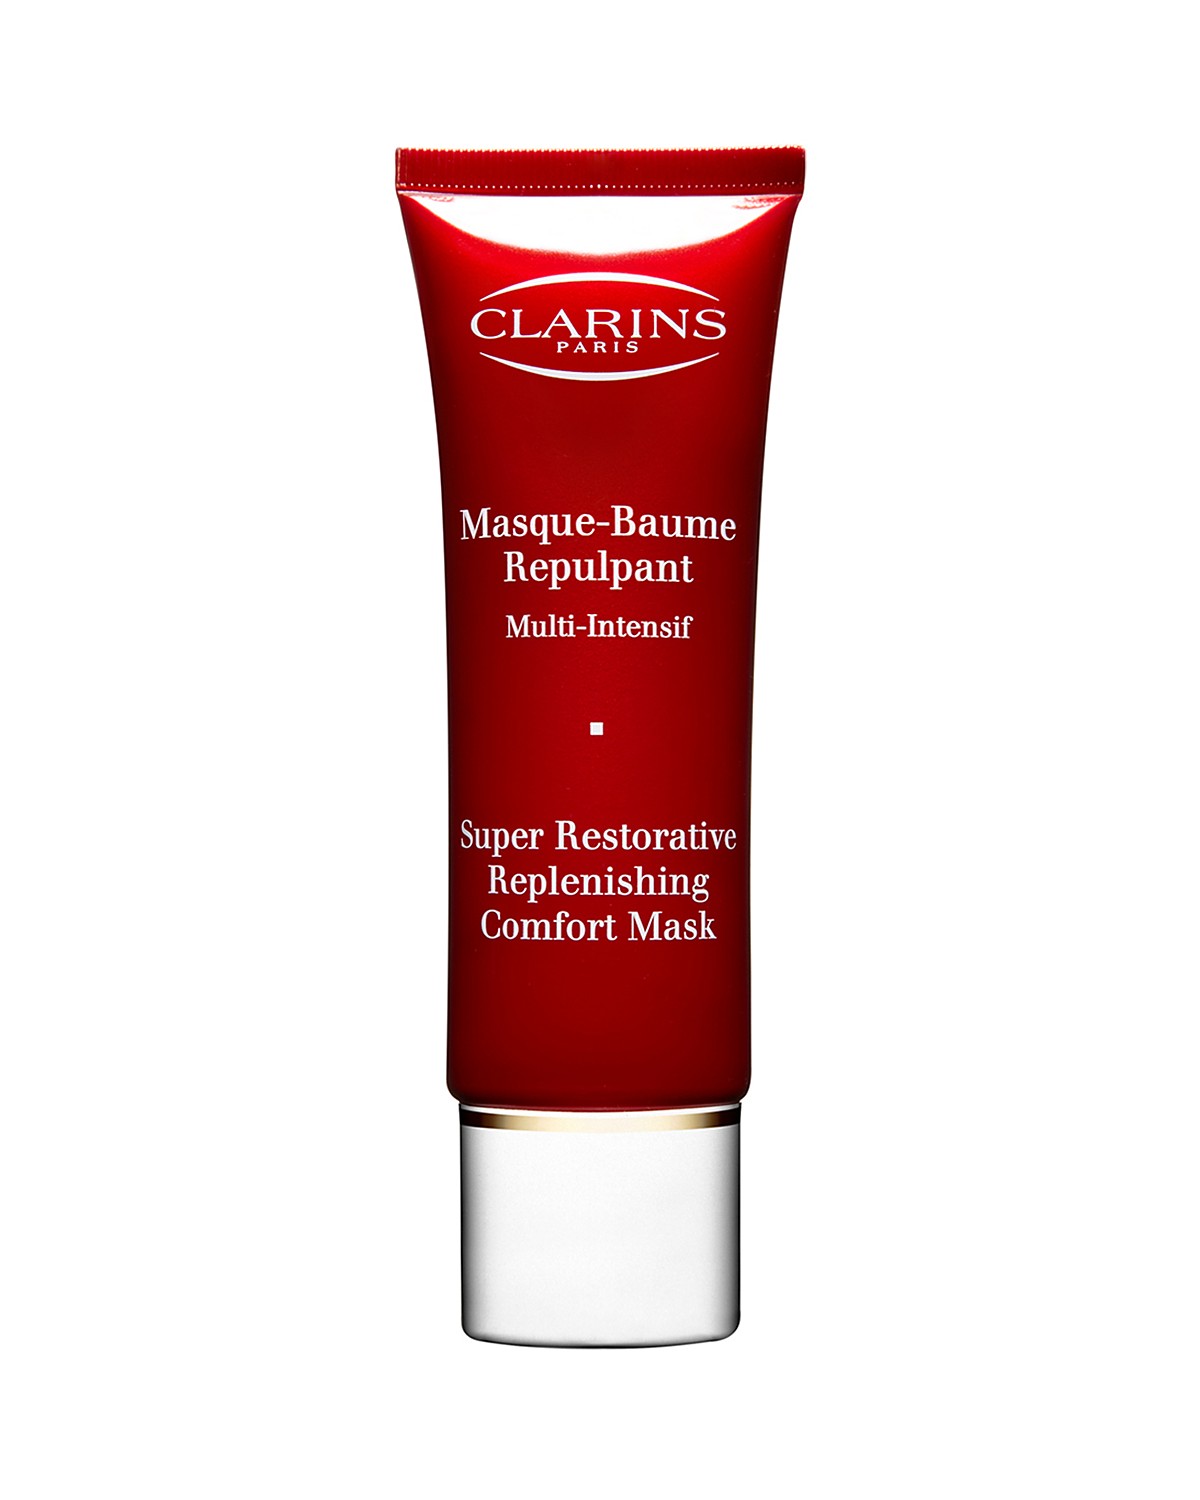 CLARINS
PARIS
Masque-Baume
Repulpant
Multi-Intensif
Super Restorative
Replenishing
Comfort Mask